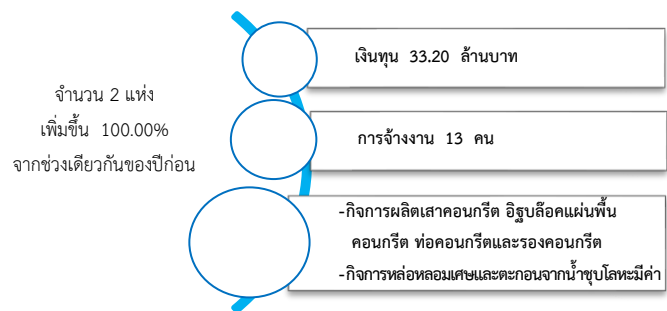 จำนวน 2 แห่ง
เพิ่มขึ้น 100.00%
จากช่วงเดียวกันของปีก่อน
เงินทุน 33.20 ล้านบาท
การจ้างงาน 13 คน
-กิจการผลิตเสาคอนกรีต อิฐบล๊อคแผ่นพื้น
คอนกรีต ท่อคอนกรีตและรองคอนกรีต
-กิจการหล่อหลอมเศษและตะกอนจากน้ำชุบโลหะมีค่า